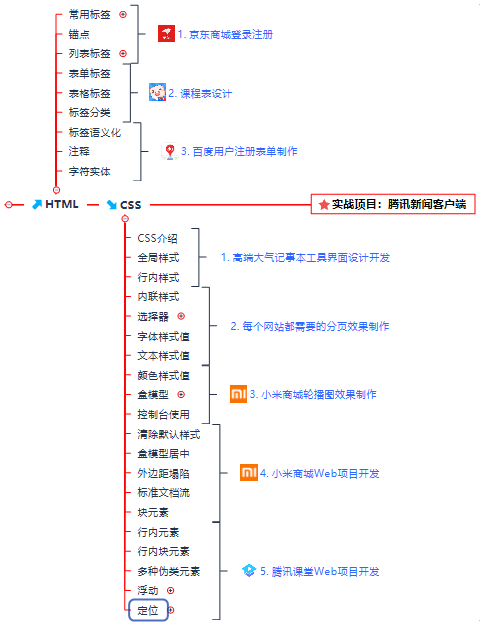 常用标签
锚点
1. 京东商城登录注册
列表标签
表单标签
表格标签
2. 课程表设计
标签分类
标签语义化
注释
3. 百度用户注册表单制作
字符实体
HTML
CSS
实战项目：腾讯新闻客户端
CSS介绍
全局样式
1. 高端大气记事本工具界面设计开发
行内样式
内联样式
选择器
2. 每个网站都需要的分页效果制作
字体样式值
文本样式值
颜色样式值
盒模型
3. 小米商城轮播图效果制作
控制台使用
清除默认样式
盒模型居中
外边距塌陷
4. 小米商城Web项目开发
标准文档流
块元素
行内元素
行内块元素
多种伪类元素
5. 腾讯课堂Web项目开发
浮动
定位